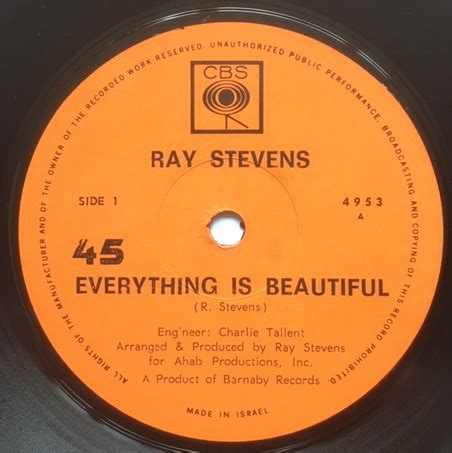 ALL RIGHTS OF THE MANUFACTURER AND OF THE OWNER OF THE RECORDED WORK RESERVED. UNAUTHORIZED PUBLIC PERFORMANCE, BROADCASTING AND COPYING OF THIS RECORD PROHIBITED.
CBS
RAY STEVENS
SIDE 1
4953
A
45
EVERYTHING IS BEAUTIFUL
(R. Stevens)
Eng'neer: Charlie Tallent
Arranged & Produced by Ray Stevens
for Ahab Productions, Inc.
A Product of Barnaby Records
MADE IN ISRAEL